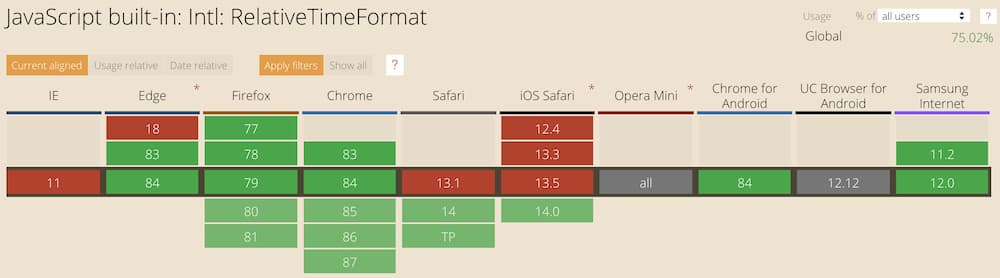 JavaScript built-in: Intl: RelativeTimeFormat
Usage % of all users ?
Global 75.02%
Current aligned Usage relative Date relative Apply filters Show all ?
IE Edge * Firefox Chrome Safari iOS Safari * Opera Mini * Chrome for Android UC Browser for Android Samsung Internet
18 77 12.4
83 78 83 13.3 11.2
11 84 79 84 13.1 13.5 all 84 12.12 12.0
80 85 14 14.0
81 86 TP
87